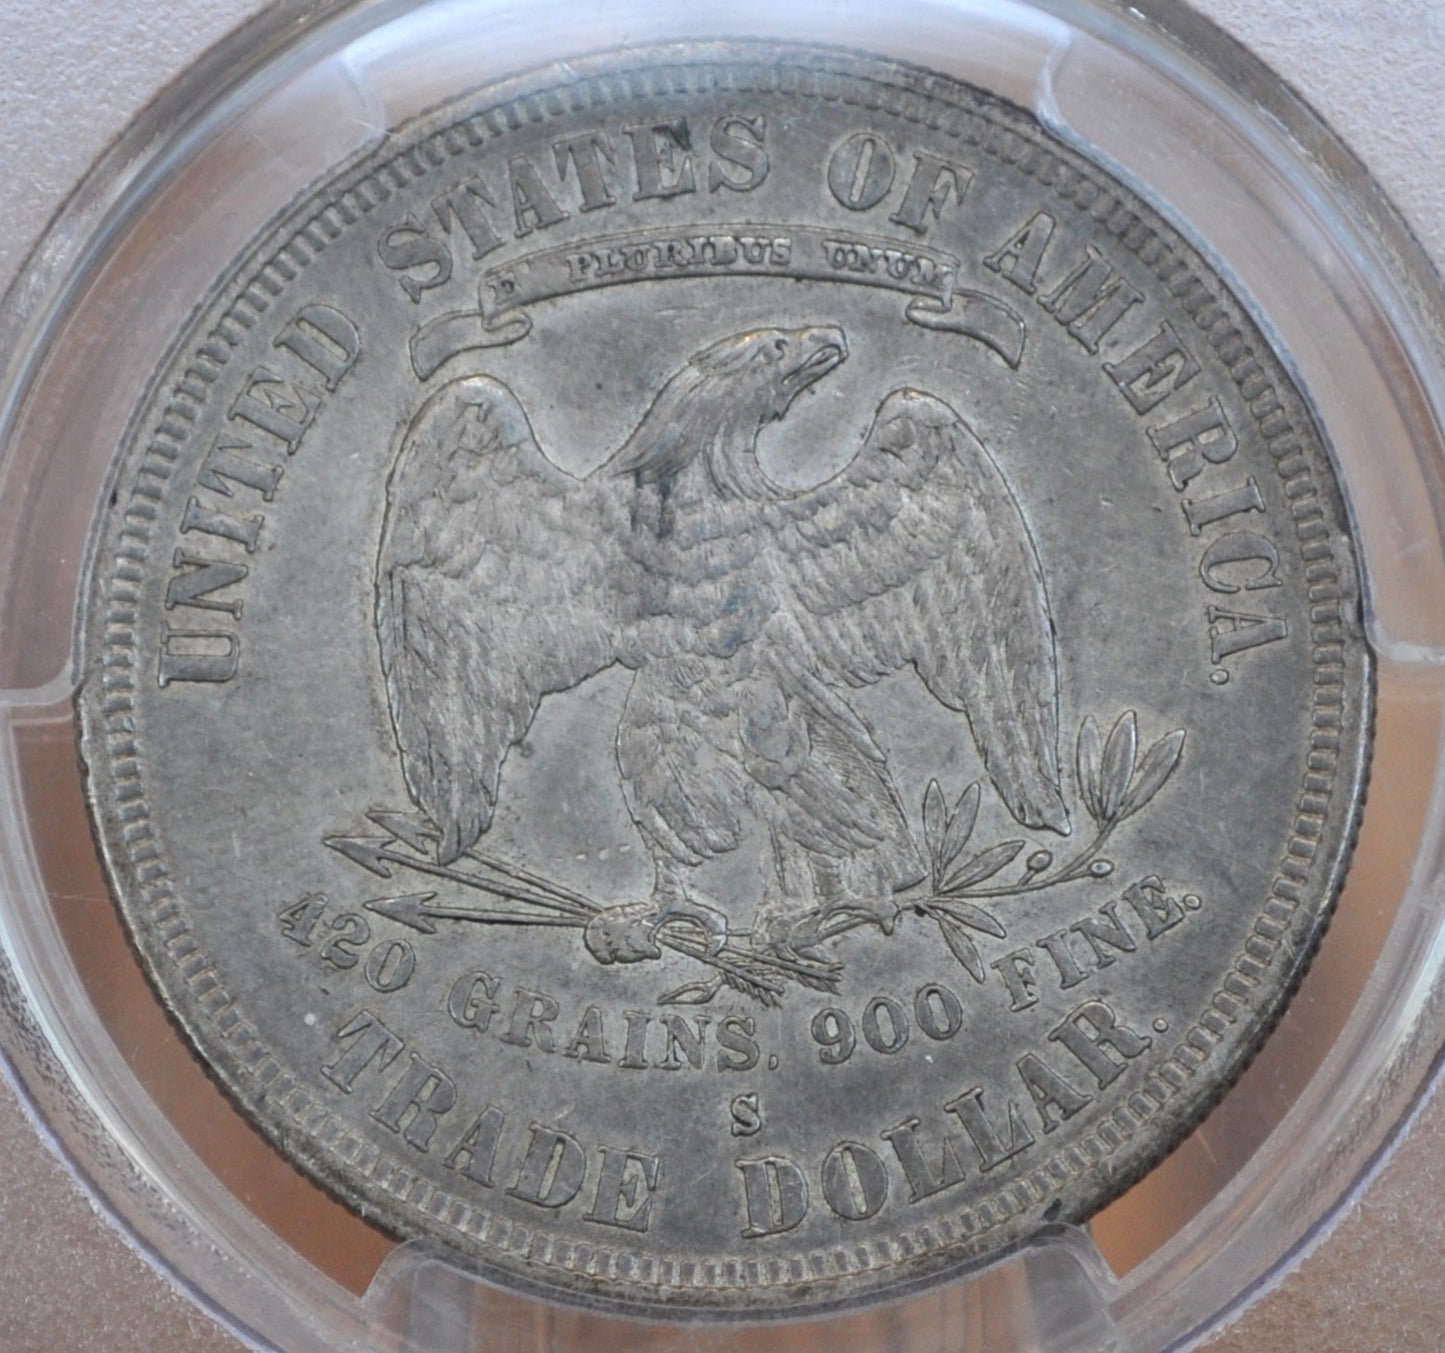 UNITED STATES OF AMERICA.
E PLURIBUS UNUM
420 GRAINS. 900 FINE.
S
TRADE DOLLAR.